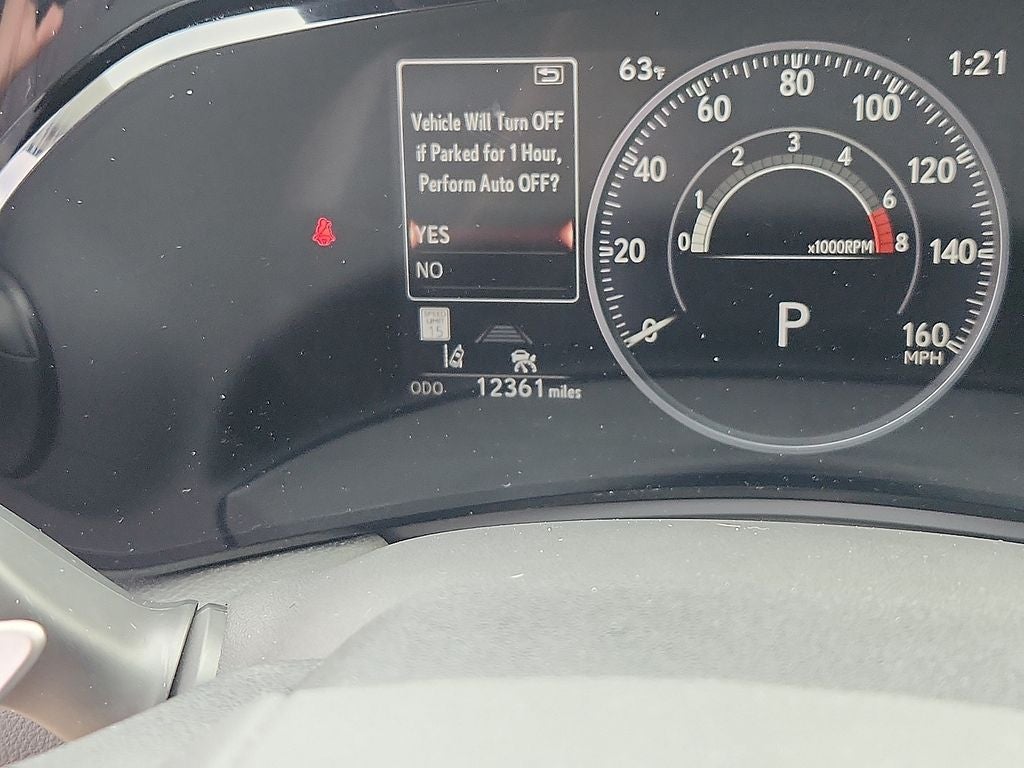 Vehicle Will Turn OFF
if Parked for 1 Hour,
Perform Auto OFF?
YES
NO
SPEED
LIMIT
15
ODO 12361 miles
63°F
1:21
0
20
40
60
80
100
120
140
160
MPH
0
1
2
3
4
6
8
x1000RPM
P